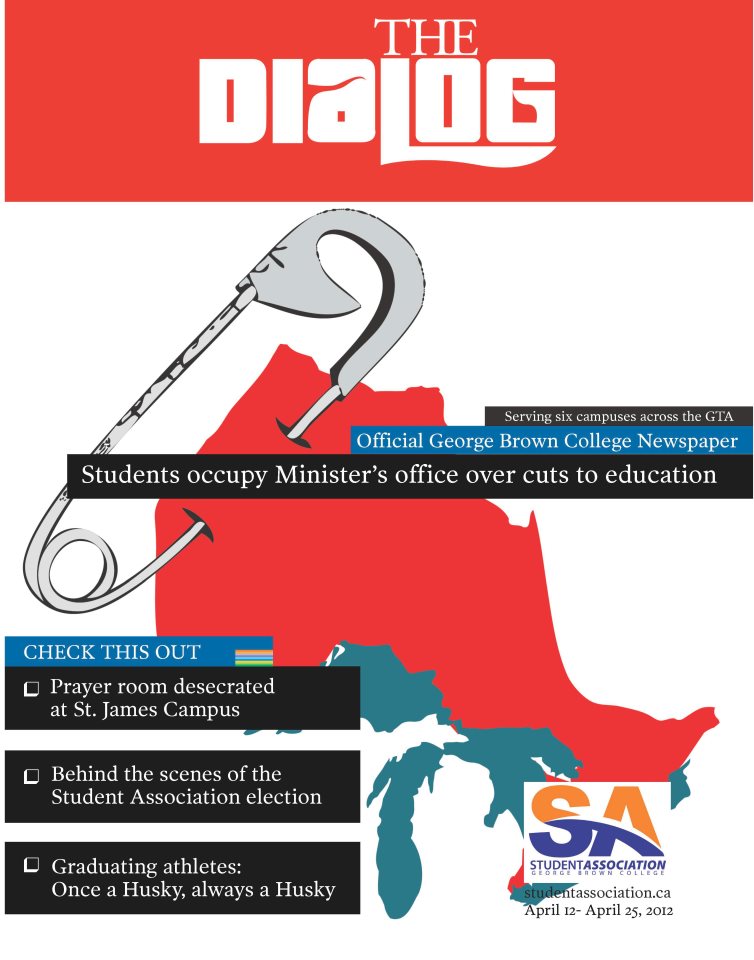 THE
DIALOG
Serving six campuses across the GTA
Official George Brown College Newspaper
Students occupy Minister's office over cuts to education
CHECK THIS OUT
Prayer room desecrated
at St. James Campus
Behind the scenes of the
Student Association election
Graduating athletes:
Once a Husky, always a Husky
SA
STUDENTASSOCIATION
GEORGE BROWN COLLEGE
studentassociation.ca
April 12- April 25, 2012